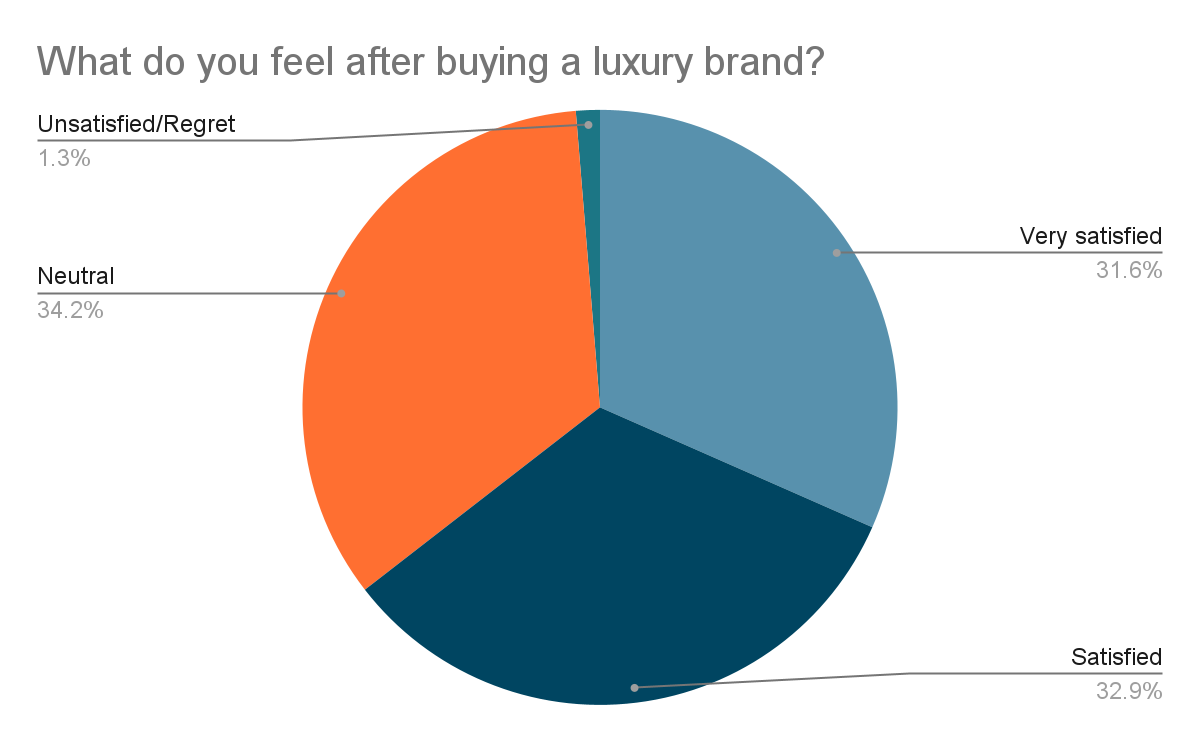 What do you feel after buying a luxury brand?
Unsatisfied/Regret
1.3%
Very satisfied
31.6%
Neutral
34.2%
Satisfied
32.9%